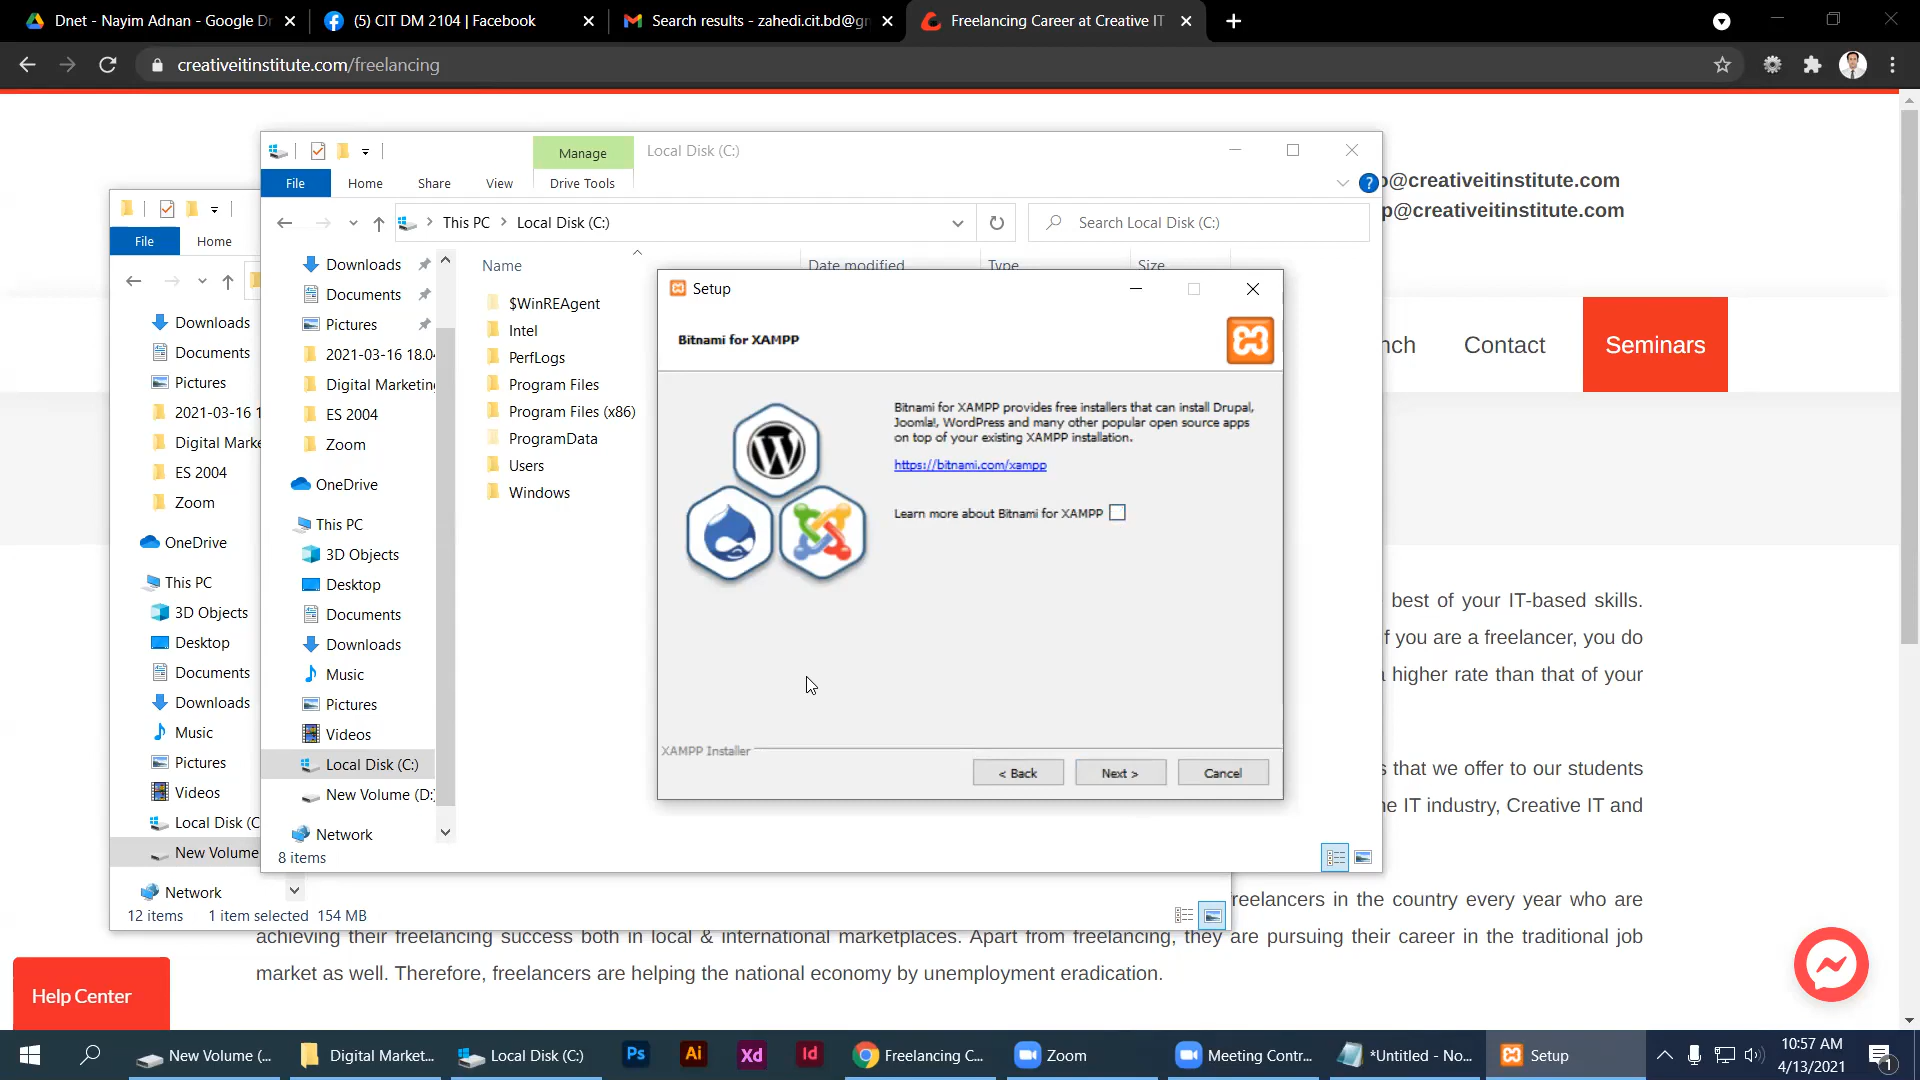 Dnet - Nayim Adnan - Google Dr
(5) CIT DM 2104 | Facebook
Search results - zahedi.cit.bd@gm
Freelancing Career at Creative IT
creativeitinstitute.com/freelancing
Manage
Local Disk (C:)
File
Home
Share
View
Drive Tools
o@creativeitinstitute.com
p@creativeitinstitute.com
File
Home
This PC
Local Disk (C:)
Search Local Disk (C:)
Name
Date modified
Type
Size
Downloads
Documents
Pictures
2021-03-16 18.04
Digital Marketing
ES 2004
Zoom
OneDrive
This PC
3D Objects
Desktop
Documents
Downloads
Music
Pictures
Videos
Local Disk (C:)
New Volume (D:)
Network
8 items
$WinREAgent
Intel
PerfLogs
Program Files
Program Files (x86)
ProgramData
Users
Windows
Downloads
Documents
Pictures
2021-03-16 1
Digital Marke
ES 2004
Zoom
OneDrive
This PC
3D Objects
Desktop
Documents
Downloads
Music
Pictures
Videos
Local Disk (C
New Volume
Network
12 items
1 item selected 154 MB
Setup
Bitnami for XAMPP
Bitnami for XAMPP provides free installers that can install Drupal,
Joomla!, WordPress and many other popular open source apps
on top of your existing XAMPP installation.
https://bitnami.com/xampp
Learn more about Bitnami for XAMPP
XAMPP Installer
< Back
Next >
Cancel
nch
Contact
Seminars
best of your IT-based skills.
f you are a freelancer, you do
higher rate than that of your
s that we offer to our students
ne IT industry, Creative IT and
freelancers in the country every year who are
achieving their freelancing success both in local & international marketplaces. Apart from freelancing, they are pursuing their career in the traditional job
market as well. Therefore, freelancers are helping the national economy by unemployment eradication.
Help Center
New Volume (...
Digital Market...
Local Disk (C:)
Ps
Ai
Xd
Id
Freelancing C...
Zoom
Meeting Contr...
*Untitled - No...
Setup
10:57 AM
4/13/2021
1